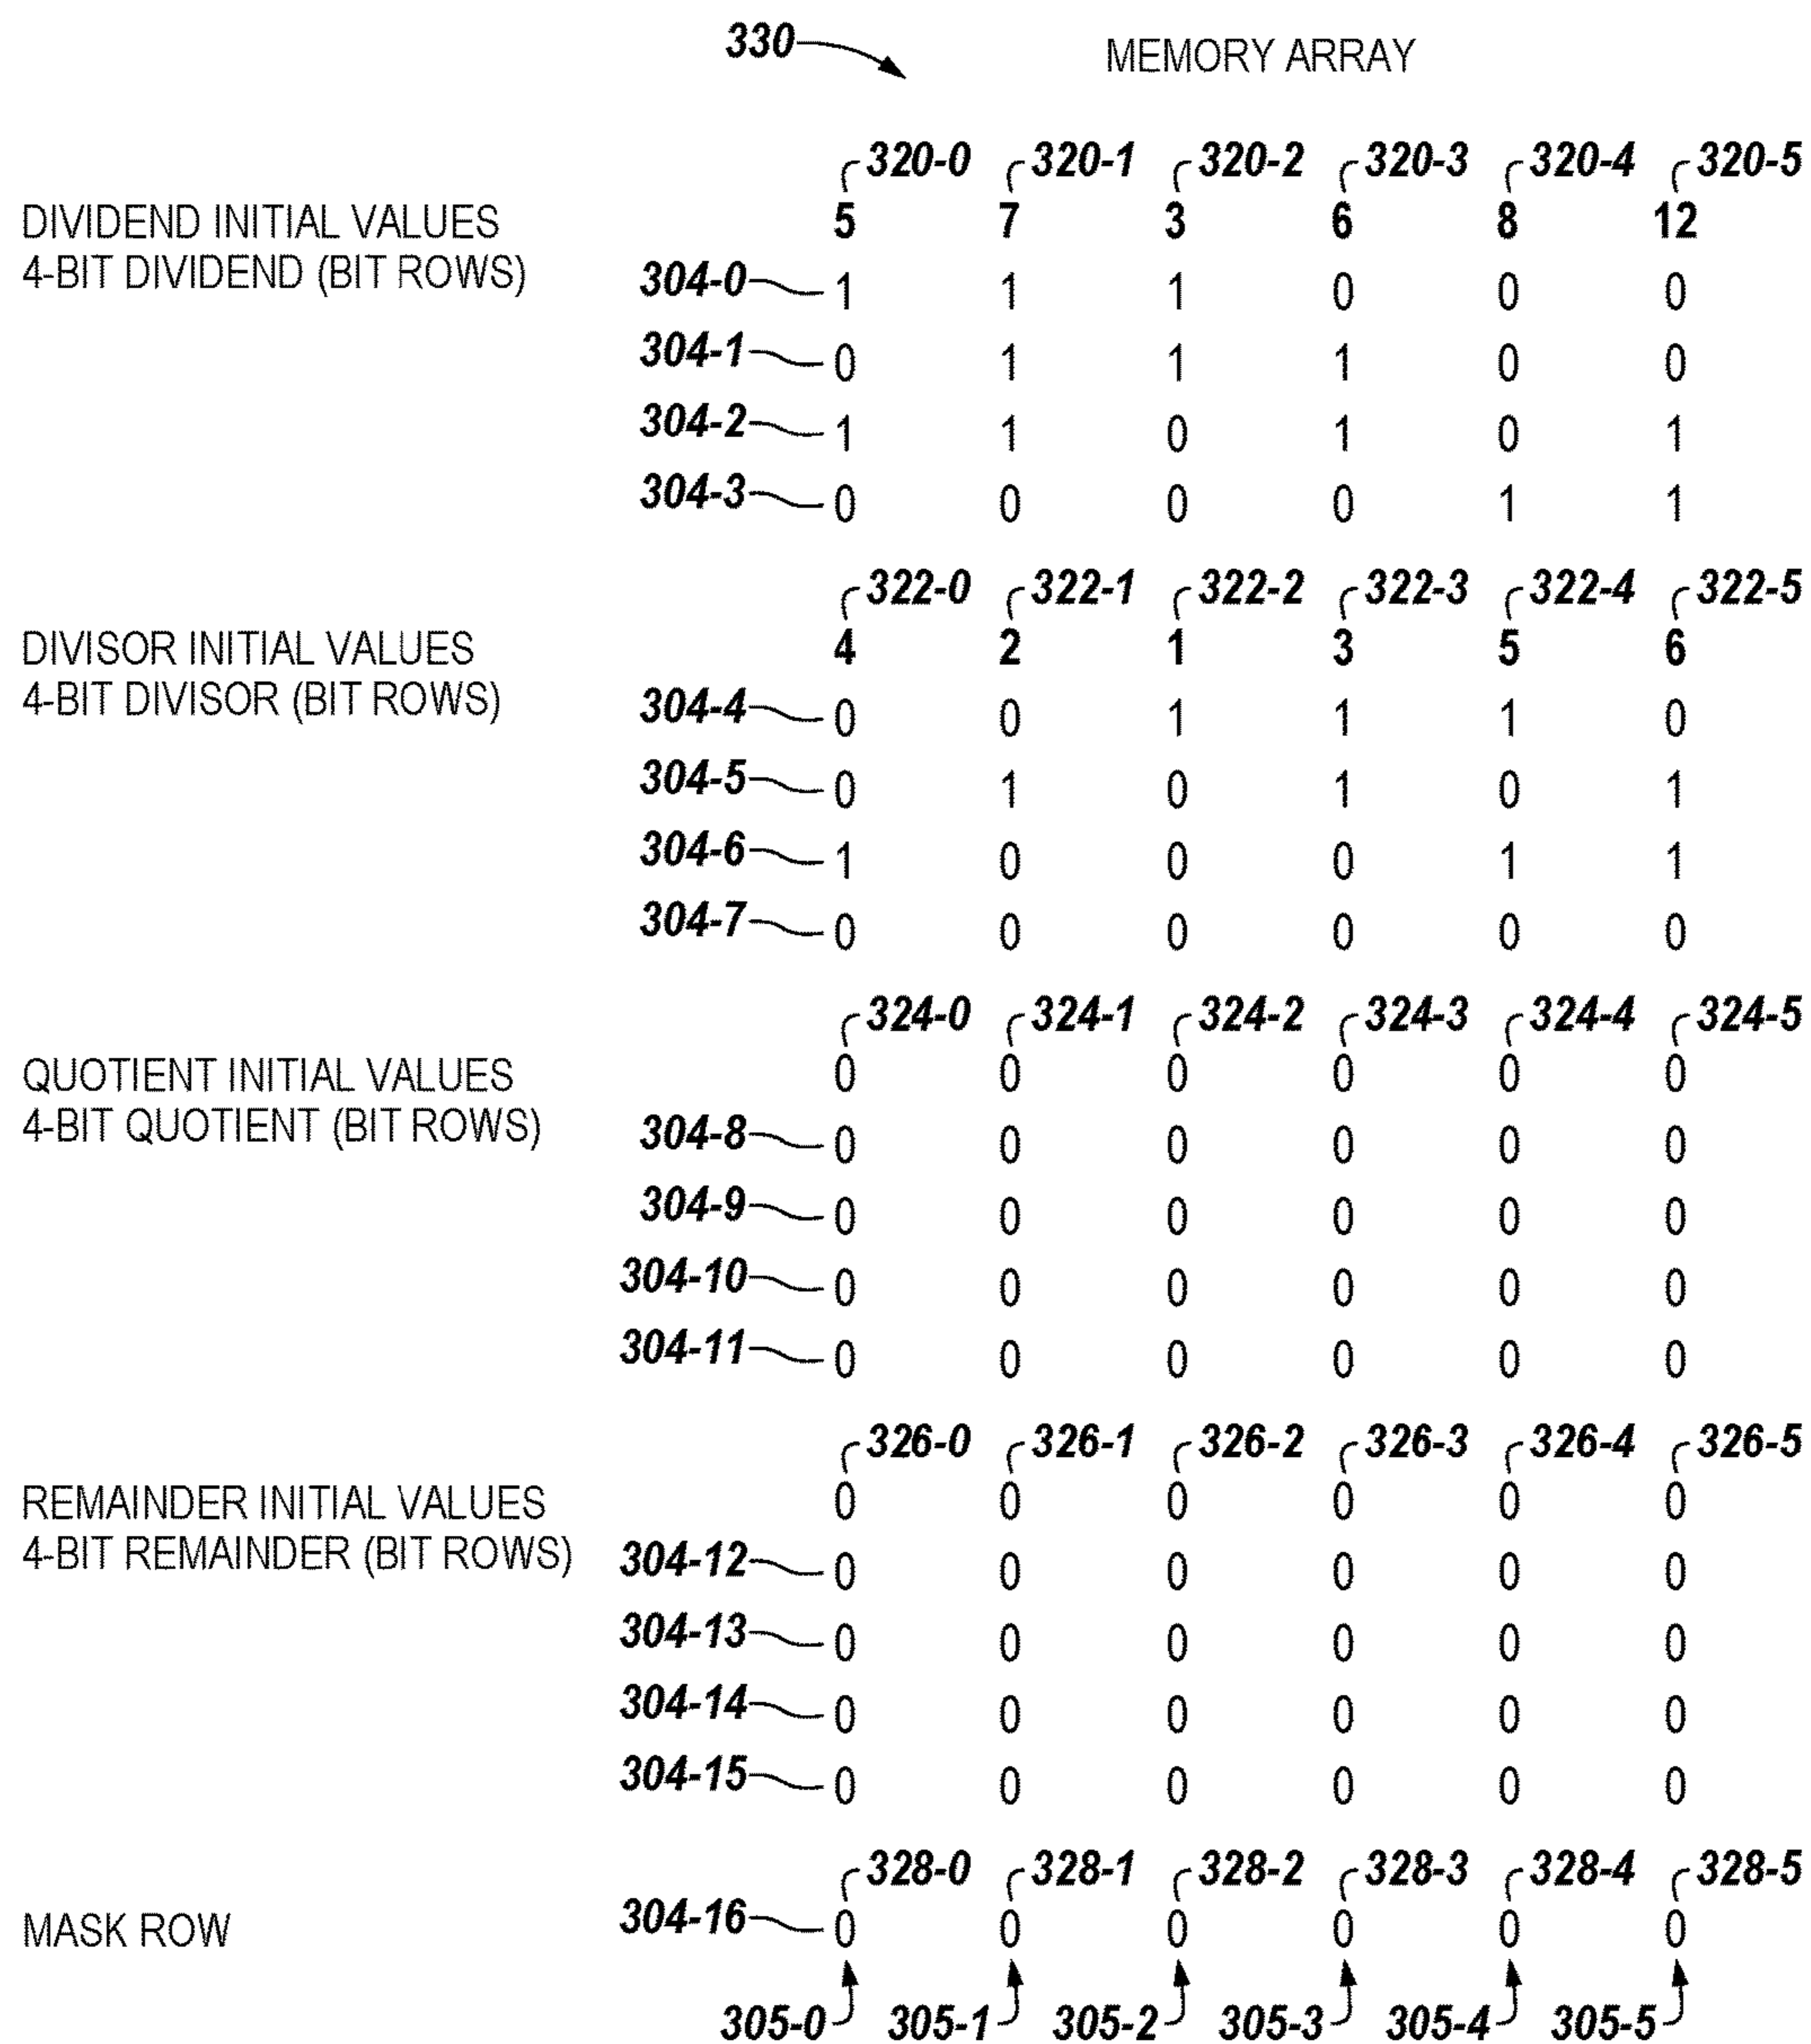 330 MEMORY ARRAY
320-0 320-1 320-2 320-3 320-4 320-5
DIVIDEND INITIAL VALUES 5 7 3 6 8 12
4-BIT DIVIDEND (BIT ROWS)
304-0 1 1 1 0 0 0
304-1 0 1 1 1 0 0
304-2 1 1 0 1 0 1
304-3 0 0 0 0 1 1
322-0 322-1 322-2 322-3 322-4 322-5
DIVISOR INITIAL VALUES 4 2 1 3 5 6
4-BIT DIVISOR (BIT ROWS)
304-4 0 0 1 1 1 0
304-5 0 1 0 1 0 1
304-6 1 0 0 0 1 1
304-7 0 0 0 0 0 0
324-0 324-1 324-2 324-3 324-4 324-5
QUOTIENT INITIAL VALUES 0 0 0 0 0 0
4-BIT QUOTIENT (BIT ROWS)
304-8 0 0 0 0 0 0
304-9 0 0 0 0 0 0
304-10 0 0 0 0 0 0
304-11 0 0 0 0 0 0
326-0 326-1 326-2 326-3 326-4 326-5
REMAINDER INITIAL VALUES 0 0 0 0 0 0
4-BIT REMAINDER (BIT ROWS)
304-12 0 0 0 0 0 0
304-13 0 0 0 0 0 0
304-14 0 0 0 0 0 0
304-15 0 0 0 0 0 0
328-0 328-1 328-2 328-3 328-4 328-5
MASK ROW 304-16 0 0 0 0 0 0
305-0 305-1 305-2 305-3 305-4 305-5